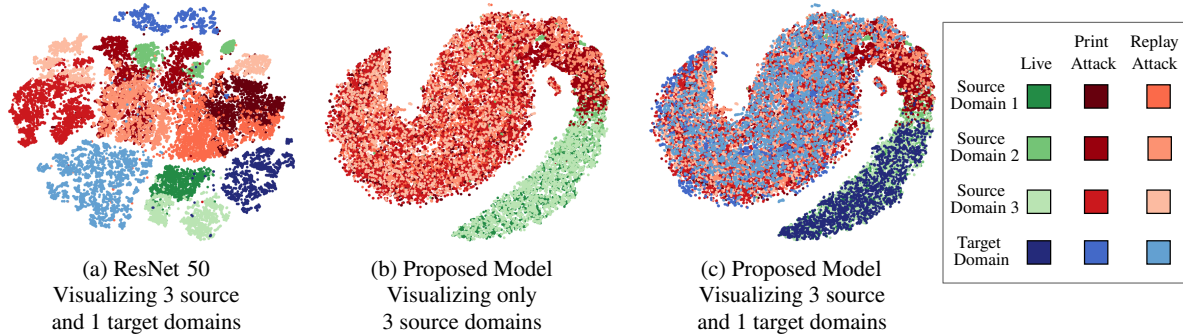 Live
Print
Attack
Replay
Attack
Source
Domain 1
Source
Domain 2
Source
Domain 3
Target
Domain
(a) ResNet 50
Visualizing 3 source
and 1 target domains
(b) Proposed Model
Visualizing only
3 source domains
(c) Proposed Model
Visualizing 3 source
and 1 target domains